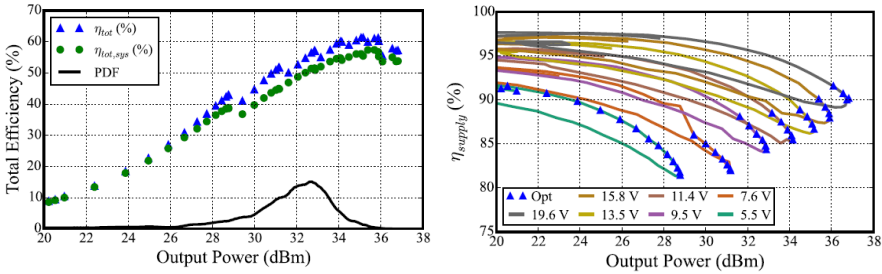 70
60
50
40
30
20
10
0
20 22 24 26 28 30 32 34 36 38
Total Efficiency (%)
Output Power (dBm)
η_tot (%)
η_tot,sys (%)
PDF
100
95
90
85
80
75
20 22 24 26 28 30 32 34 36 38
η_supply (%)
Output Power (dBm)
Opt 15.8 V 11.4 V 7.6 V
19.6 V 13.5 V 9.5 V 5.5 V